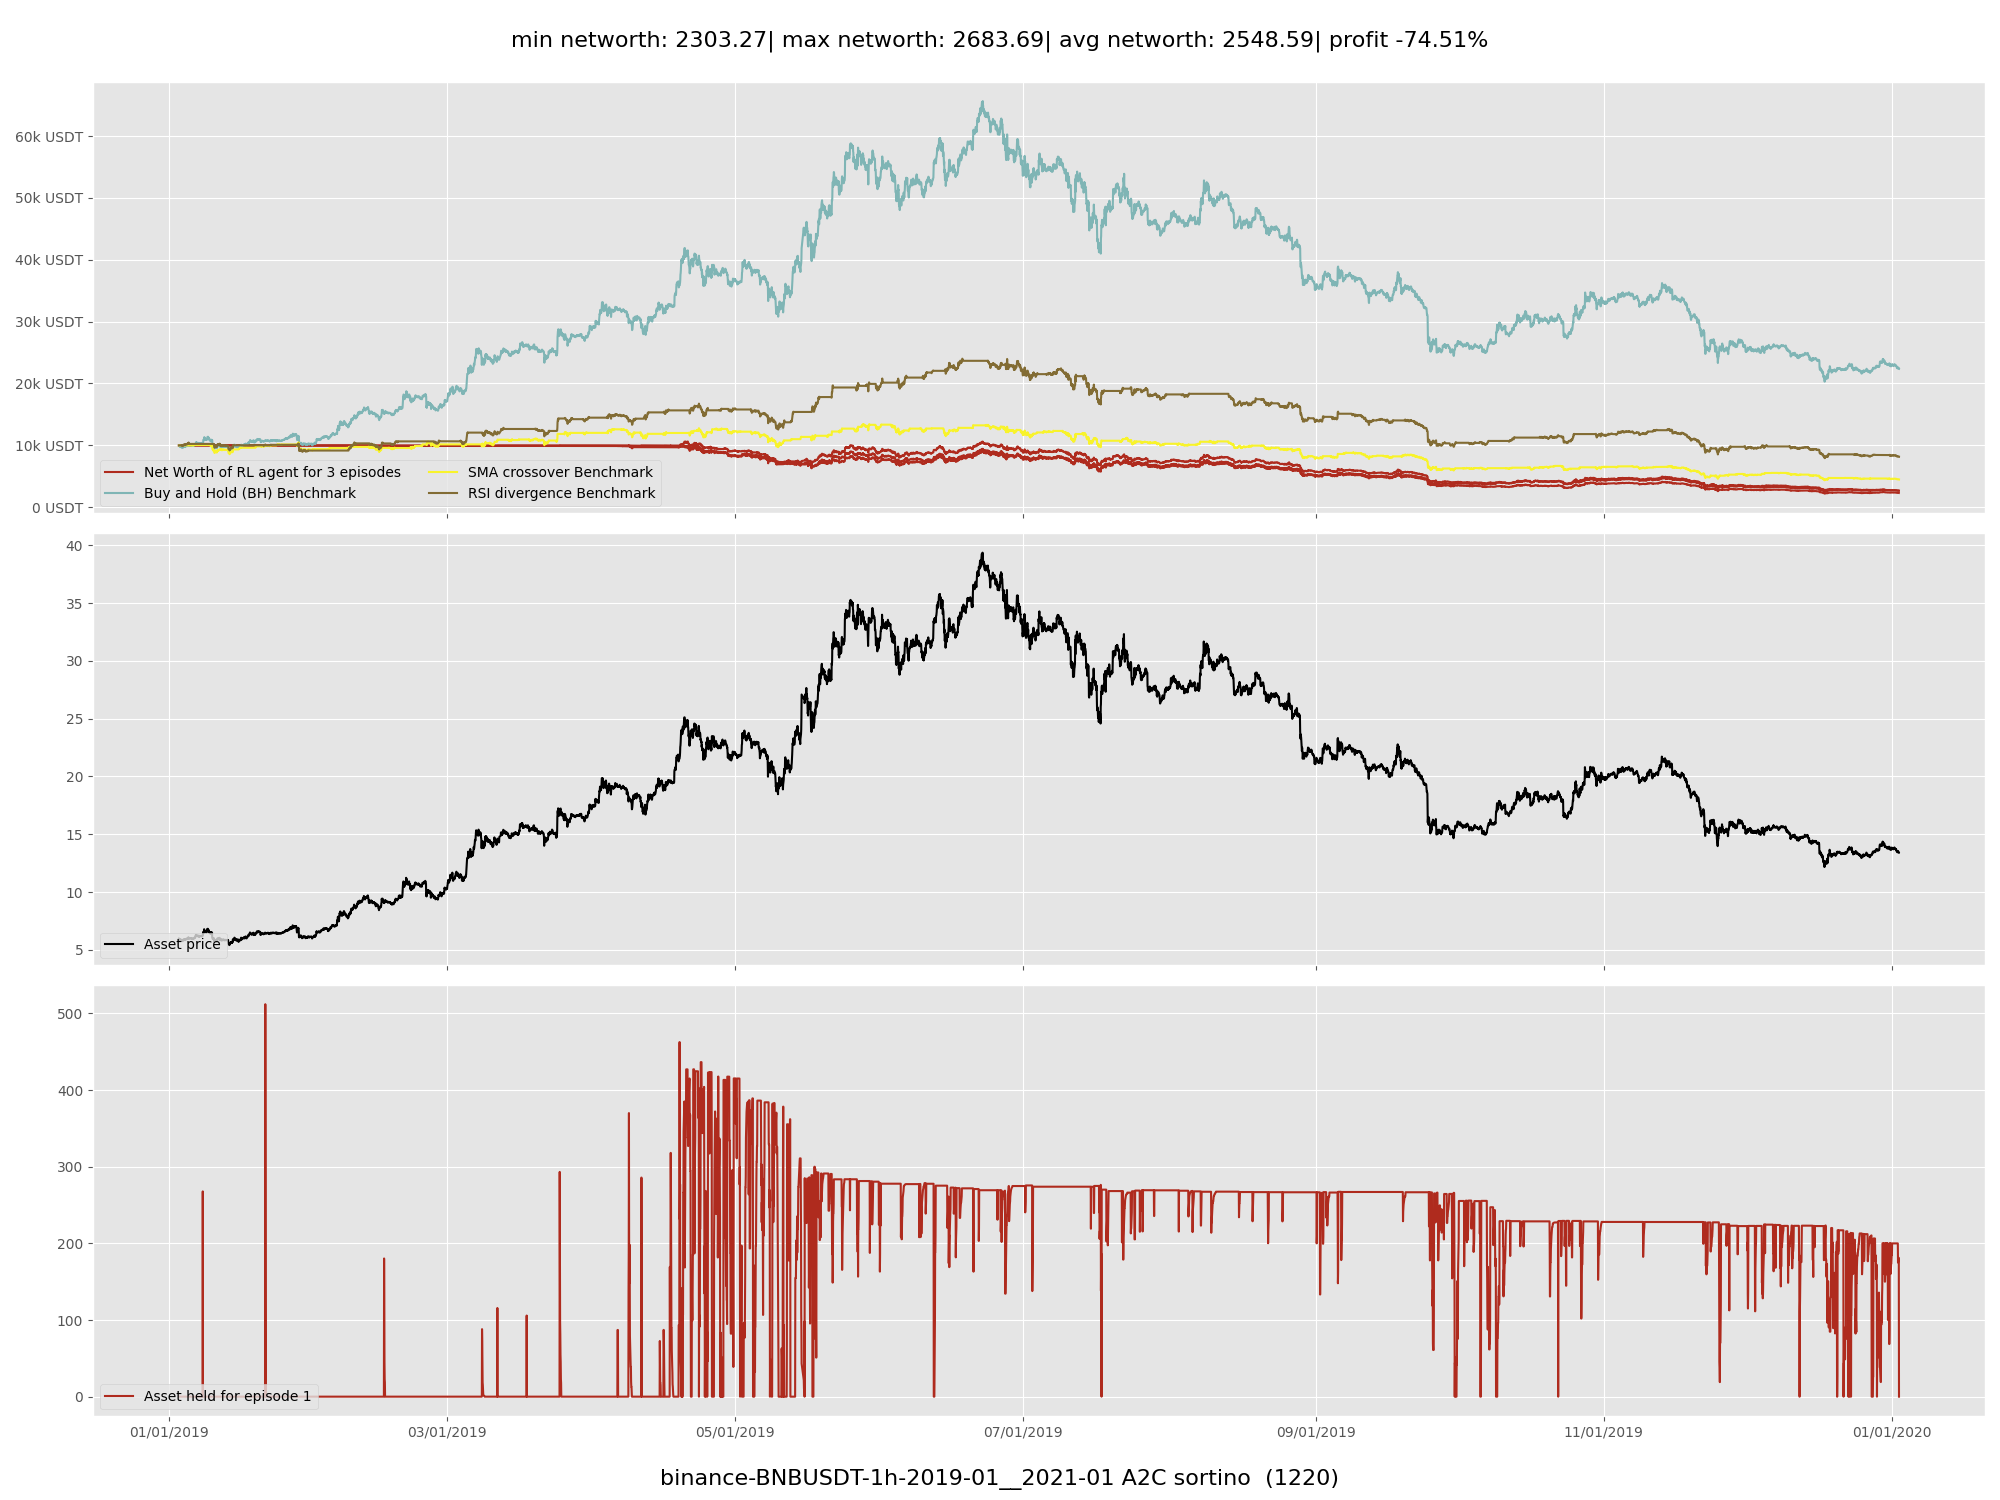 min networth: 2303.27| max networth: 2683.69| avg networth: 2548.59| profit -74.51%
60k USDT
50k USDT
40k USDT
30k USDT
20k USDT
10k USDT
0 USDT
Net Worth of RL agent for 3 episodes
Buy and Hold (BH) Benchmark
SMA crossover Benchmark
RSI divergence Benchmark
40
35
30
25
20
15
10
5
Asset price
500
400
300
200
100
0
Asset held for episode 1
01/01/2019 03/01/2019 05/01/2019 07/01/2019 09/01/2019 11/01/2019 01/01/2020
binance-BNBUSDT-1h-2019-01__2021-01 A2C sortino (1220)